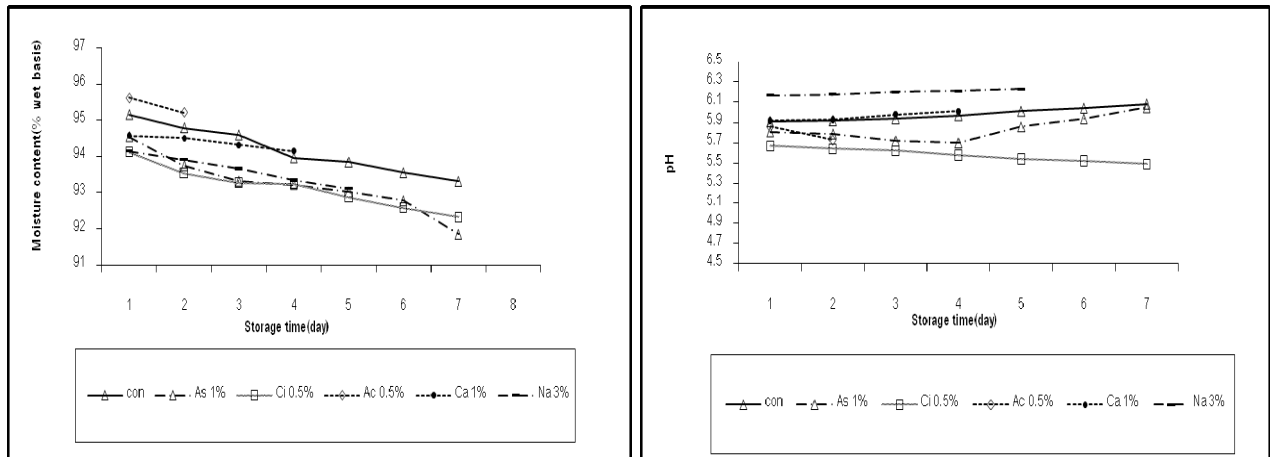 97
96
95
94
93
92
91
Moisture content(% wet basis)
1 2 3 4 5 6 7 8
Storage time(day)
con As 1% Ci 0.5% Ac 0.5% Ca 1% Na 3%
6.5
6.3
6.1
5.9
5.7
5.5
5.3
5.1
4.9
4.7
4.5
pH
1 2 3 4 5 6 7
Storage time(day)
con As 1% Ci 0.5% Ac 0.5% Ca 1% Na 3%